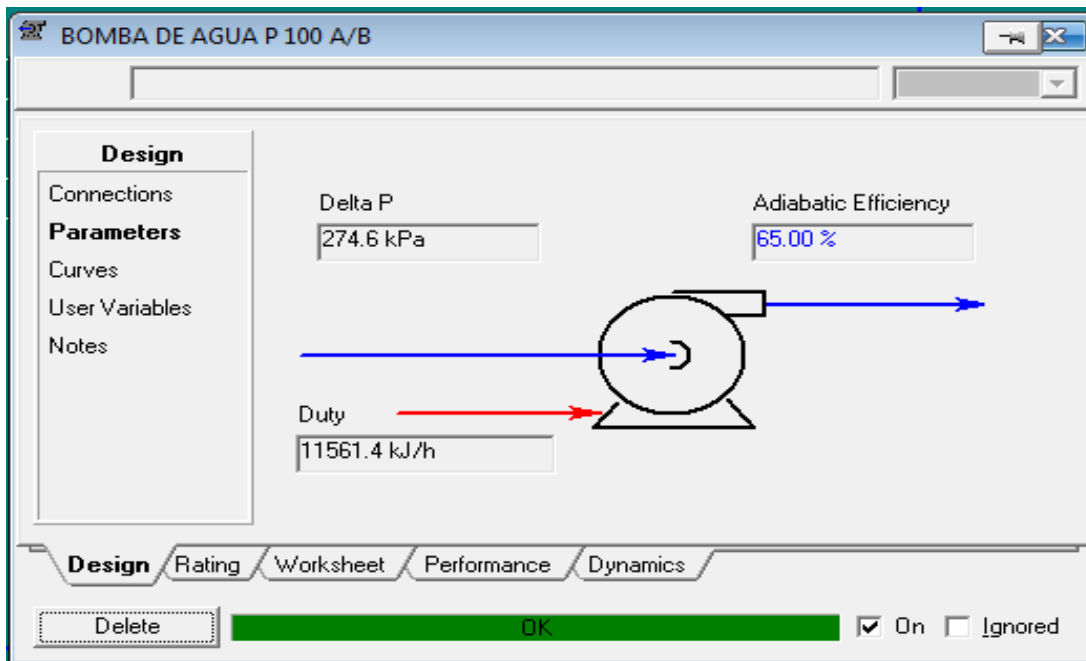 BOMBA DE AGUA P 100 A/B
Design
Connections
Parameters
Curves
User Variables
Notes
Delta P
274.6 kPa
Adiabatic Efficiency
65.00 %
Duty
11561.4 kJ/h
Design Rating Worksheet Performance Dynamics
Delete OK On Ignored